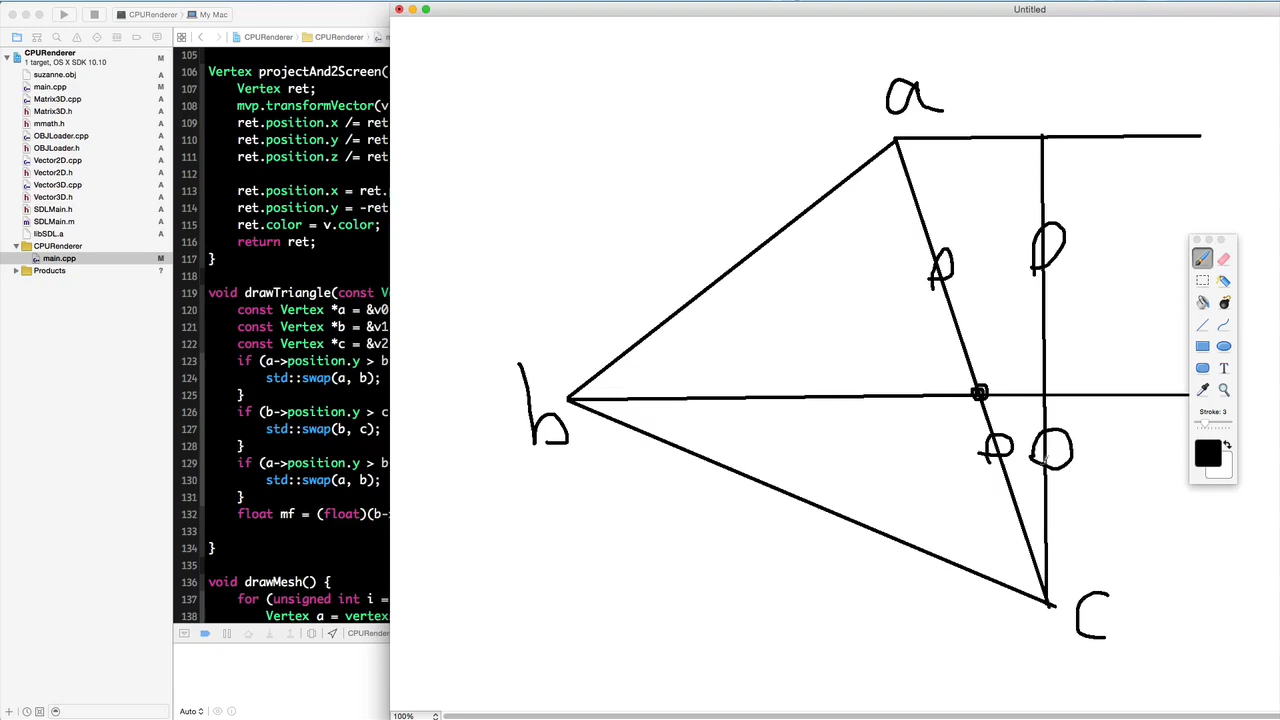 CPURenderer
My Mac
Untitled
CPURenderer
CPURenderer
CPURenderer M
1 target, OS X SDK 10.10
suzanne.obj A
main.cpp M
Matrix3D.cpp A
Matrix3D.h A
mmath.h A
OBJLoader.cpp A
OBJLoader.h A
Vector2D.cpp A
Vector2D.h A
Vector3D.cpp A
Vector3D.h A
SDLMain.h A
SDLMain.m A
libSDL.a A
CPURenderer
main.cpp M
Products ?
105
106 Vertex projectAnd2Screen(
107 Vertex ret;
108 mvp.transformVector(v
109 ret.position.x /= ret
110 ret.position.y /= ret
111 ret.position.z /= ret
112
113 ret.position.x = ret.
114 ret.position.y = -ret
115 ret.color = v.color;
116 return ret;
117 }
118
119 void drawTriangle(const V
120 const Vertex *a = &v0
121 const Vertex *b = &v1
122 const Vertex *c = &v2
123 if (a->position.y > b
124 std::swap(a, b);
125 }
126 if (b->position.y > c
127 std::swap(b, c);
128 }
129 if (a->position.y > b
130 std::swap(a, b);
131 }
132 float mf = (float)(b-
133
134 }
135
136 void drawMesh() {
137 for (unsigned int i =
138 Vertex a = vertex
CPURenderer
Auto
a
b
c
p
p
Stroke: 3
T
100%